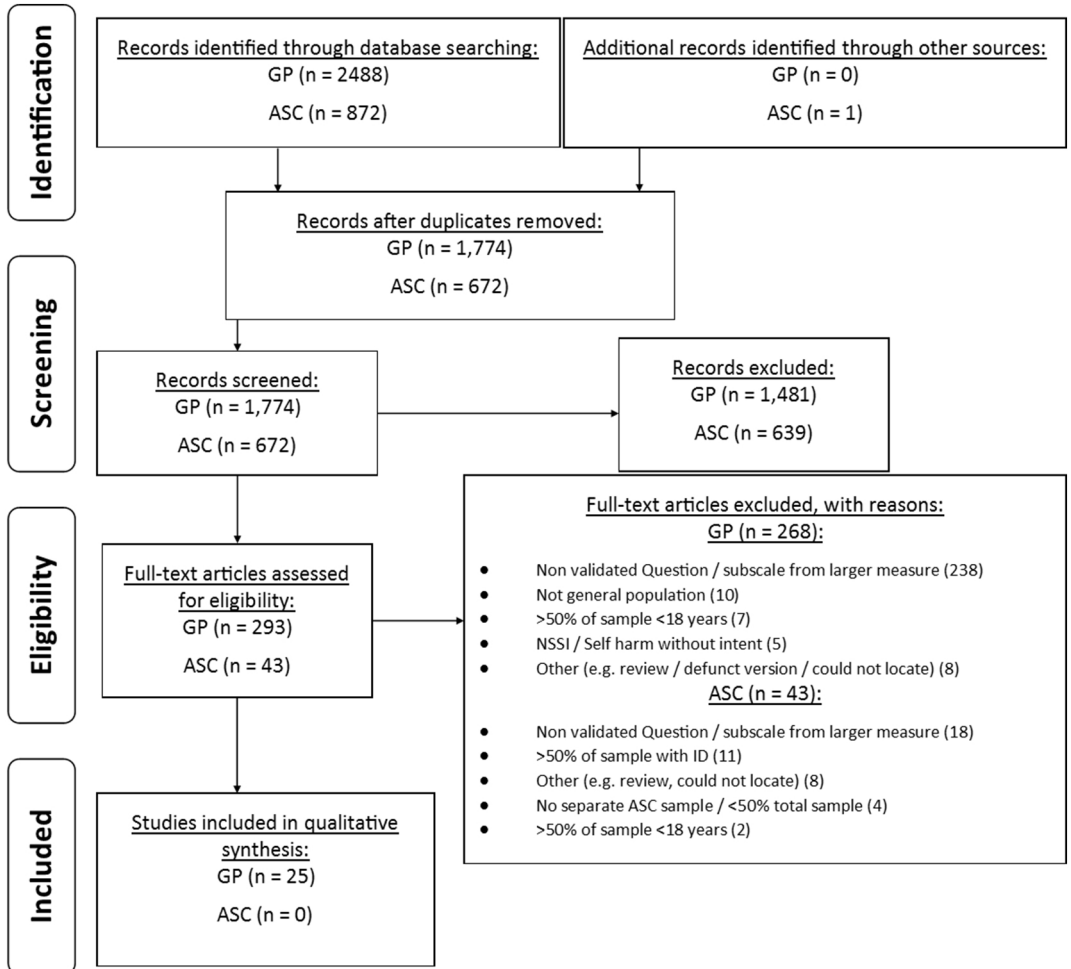 Identification
Records identified through database searching:
GP (n = 2488)
ASC (n = 872)
Additional records identified through other sources:
GP (n = 0)
ASC (n = 1)
Records after duplicates removed:
GP (n = 1,774)
ASC (n = 672)
Screening
Records screened:
GP (n = 1,774)
ASC (n = 672)
Records excluded:
GP (n = 1,481)
ASC (n = 639)
Eligibility
Full-text articles assessed
for eligibility:
GP (n = 293)
ASC (n = 43)
Full-text articles excluded, with reasons:
GP (n = 268):
• Non validated Question / subscale from larger measure (238)
• Not general population (10)
• >50% of sample <18 years (7)
• NSSI / Self harm without intent (5)
• Other (e.g. review / defunct version / could not locate) (8)
ASC (n = 43):
• Non validated Question / subscale from larger measure (18)
• >50% of sample with ID (11)
• Other (e.g. review, could not locate) (8)
• No separate ASC sample / <50% total sample (4)
• >50% of sample <18 years (2)
Included
Studies included in qualitative
synthesis:
GP (n = 25)
ASC (n = 0)